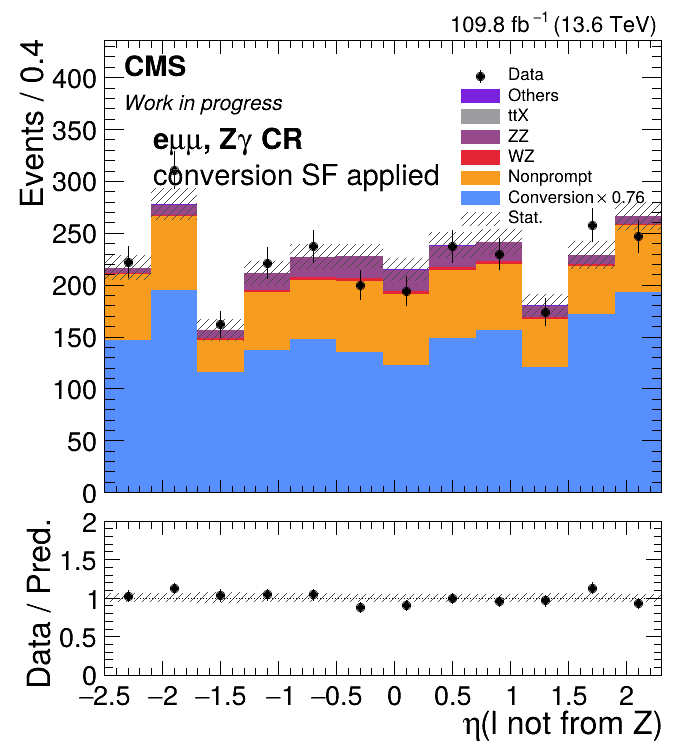 109.8 fb⁻¹ (13.6 TeV)
Events / 0.4
CMS
Work in progress
eμμ, Zγ CR
conversion SF applied
Data
Others
ttX
ZZ
WZ
Nonprompt
Conversion × 0.76
Stat.
400
350
300
250
200
150
100
50
0
Data / Pred.
2
1.5
1
0.5
0
−2.5 −2 −1.5 −1 −0.5 0 0.5 1 1.5 2
η(l not from Z)